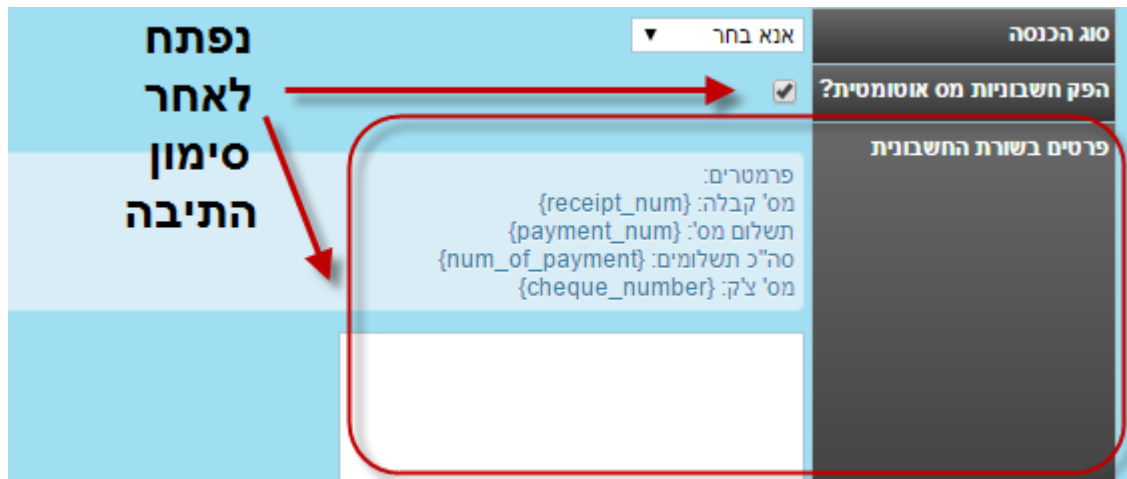 סוג הכנסה
אנא בחר
הפק חשבוניות מס אוטומטית?
פרטים בשורת החשבונית
פרמטרים:
מס' קבלה: {receipt_num}
תשלום מס': {payment_num}
סה"כ תשלומים: {num_of_payment}
מס' צ'ק: {cheque_number}
נפתח
לאחר
סימון
התיבה